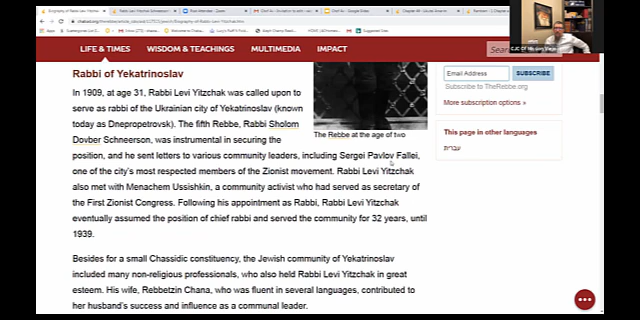 LIFE & TIMES WISDOM & TEACHINGS MULTIMEDIA IMPACT
Rabbi of Yekatrinoslav
In 1909, at age 31, Rabbi Levi Yitzchak was called upon to
serve as rabbi of the Ukrainian city of Yekatrinoslav (known
today as Dnepropetrovsk). The fifth Rebbe, Rabbi Sholom
Dovber Schneerson, was instrumental in securing the
position, and he sent letters to various community leaders, including Sergei Pavlov Fallei,
one of the city's most respected members of the Zionist movement. Rabbi Levi Yitzchak
also met with Menachem Ussishkin, a community activist who had served as secretary of
the First Zionist Congress. Following his appointment as Rabbi, Rabbi Levi Yitzchak
eventually assumed the position of chief rabbi and served the community for 32 years, until
1939.
Besides for a small Chassidic constituency, the Jewish community of Yekatrinoslav
included many non-religious professionals, who also held Rabbi Levi Yitzchak in great
esteem. His wife, Rebbetzin Chana, who was fluent in several languages, contributed to
her husband's success and influence as a communal leader.
The Rebbe at the age of two
Email Address SUBSCRIBE
Subscribe to TheRebbe.org
More subscription options »
This page in other languages
עברית